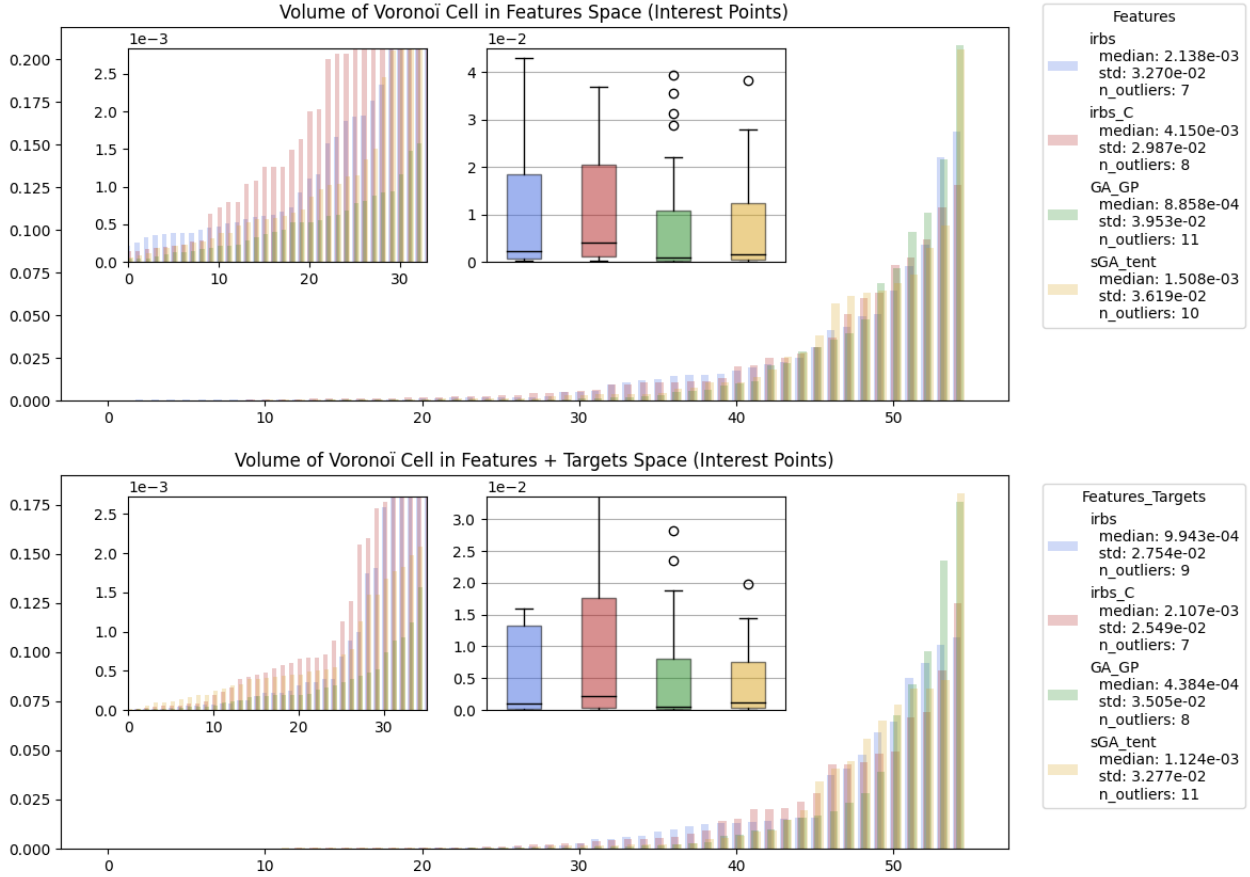 Volume of Voronoï Cell in Features Space (Interest Points)
0.200
0.175
0.150
0.125
0.100
0.075
0.050
0.025
0.000
0
10
20
30
40
50
1e−3
2.5
2.0
1.5
1.0
0.5
0.0
0
10
20
30
1e−2
4
3
2
1
0
Features
irbs
median: 2.138e-03
std: 3.270e-02
n_outliers: 7
irbs_C
median: 4.150e-03
std: 2.987e-02
n_outliers: 8
GA_GP
median: 8.858e-04
std: 3.953e-02
n_outliers: 11
sGA_tent
median: 1.508e-03
std: 3.619e-02
n_outliers: 10
Volume of Voronoï Cell in Features + Targets Space (Interest Points)
0.175
0.150
0.125
0.100
0.075
0.050
0.025
0.000
0
10
20
30
40
50
1e−3
2.5
2.0
1.5
1.0
0.5
0.0
0
10
20
30
1e−2
3.0
2.5
2.0
1.5
1.0
0.5
0.0
Features_Targets
irbs
median: 9.943e-04
std: 2.754e-02
n_outliers: 9
irbs_C
median: 2.107e-03
std: 2.549e-02
n_outliers: 7
GA_GP
median: 4.384e-04
std: 3.505e-02
n_outliers: 8
sGA_tent
median: 1.124e-03
std: 3.277e-02
n_outliers: 11